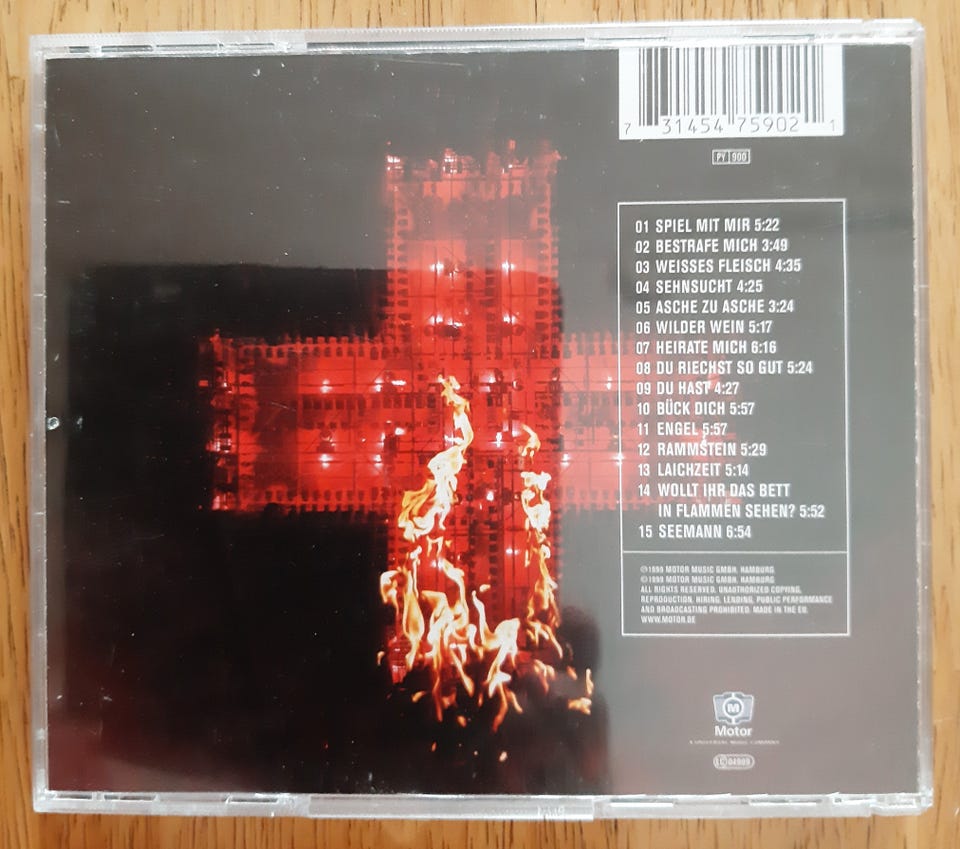 7 31454 75902 1
PY 900
01 SPIEL MIT MIR 5:22
02 BESTRAFE MICH 3:49
03 WEISSES FLEISCH 4:35
04 SEHNSUCHT 4:25
05 ASCHE ZU ASCHE 3:24
06 WILDER WEIN 5:17
07 HEIRATE MICH 6:16
08 DU RIECHST SO GUT 5:24
09 DU HAST 4:27
10 BÜCK DICH 5:57
11 ENGEL 5:57
12 RAMMSTEIN 5:29
13 LAICHZEIT 5:14
14 WOLLT IHR DAS BETT
IN FLAMMEN SEHEN? 5:52
15 SEEMANN 6:54
℗ 1999 MOTOR MUSIC GMBH, HAMBURG
© 1999 MOTOR MUSIC GMBH, HAMBURG
ALL RIGHTS RESERVED. UNAUTHORIZED COPYING,
REPRODUCTION, HIRING, LENDING, PUBLIC PERFORMANCE
AND BROADCASTING PROHIBITED. MADE IN THE EU.
WWW.MOTOR.DE
M
Motor
A UNIVERSAL MUSIC COMPANY
LC 04909